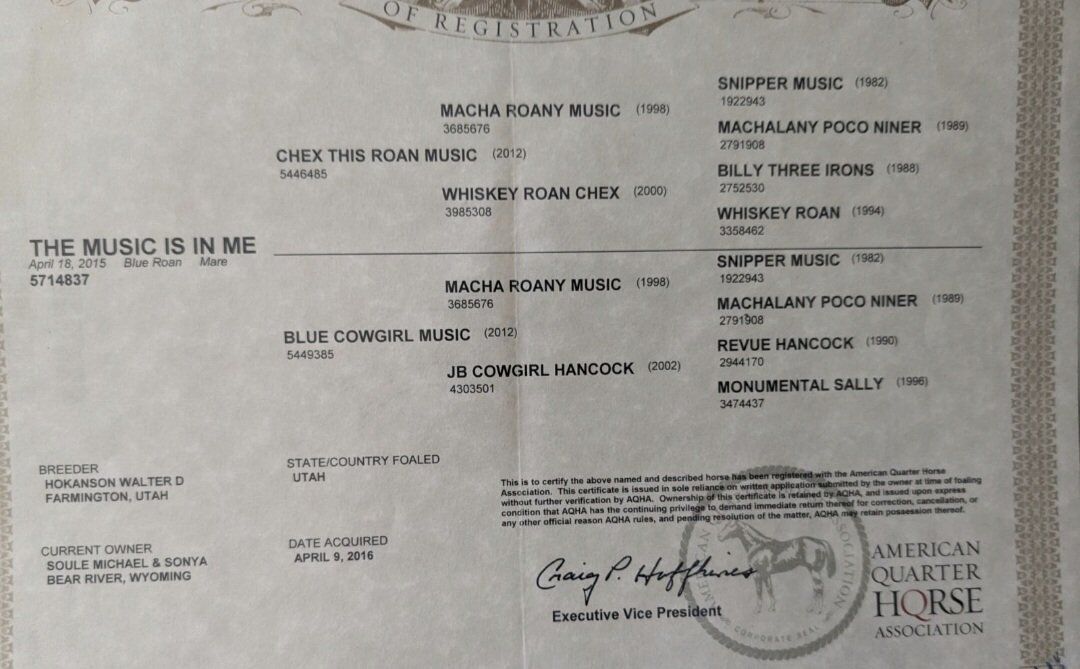 OF REGISTRATION
SNIPPER MUSIC (1982)
1922943
MACHA ROANY MUSIC (1998)
3685676
MACHALANY POCO NINER (1989)
2791908
CHEX THIS ROAN MUSIC (2012)
5446485
BILLY THREE IRONS (1988)
2752530
WHISKEY ROAN CHEX (2000)
3985308
WHISKEY ROAN (1994)
3358462
THE MUSIC IS IN ME
April 18, 2015 Blue Roan Mare
5714837
SNIPPER MUSIC (1982)
1922943
MACHA ROANY MUSIC (1998)
3685676
MACHALANY POCO NINER (1989)
2791908
BLUE COWGIRL MUSIC (2012)
5449385
REVUE HANCOCK (1990)
2944170
JB COWGIRL HANCOCK (2002)
4303501
MONUMENTAL SALLY (1996)
3474437
BREEDER
HOKANSON WALTER D
FARMINGTON, UTAH
STATE/COUNTRY FOALED
UTAH
CURRENT OWNER
SOULE MICHAEL & SONYA
BEAR RIVER, WYOMING
DATE ACQUIRED
APRIL 9, 2016
This is to certify the above named and described horse has been registered with the American Quarter Horse
Association. This certificate is issued in sole reliance on written application submitted by the owner at time of foaling
without further verification by AQHA. Ownership of this certificate is retained by AQHA, and issued upon express
condition that AQHA has the continuing privilege to demand immediate return thereof for correction, cancellation, or
any other official reason AQHA rules, and pending resolution of the matter, AQHA may retain possession thereof.
Craig P. Huffhines
Executive Vice President
AMERICAN
ASSOCIATION
CORPORATE SEAL
AMERICAN
QUARTER
HORSE
ASSOCIATION